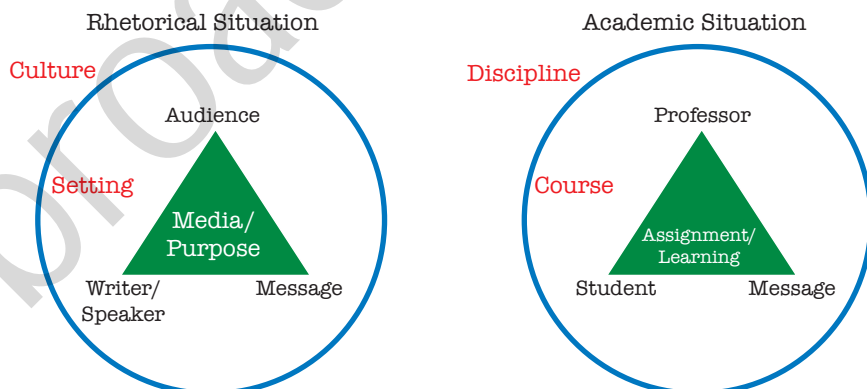 Rhetorical Situation
Culture
Audience
Setting
Media/
Purpose
Writer/
Speaker
Message
Academic Situation
Discipline
Professor
Course
Assignment/
Learning
Student
Message